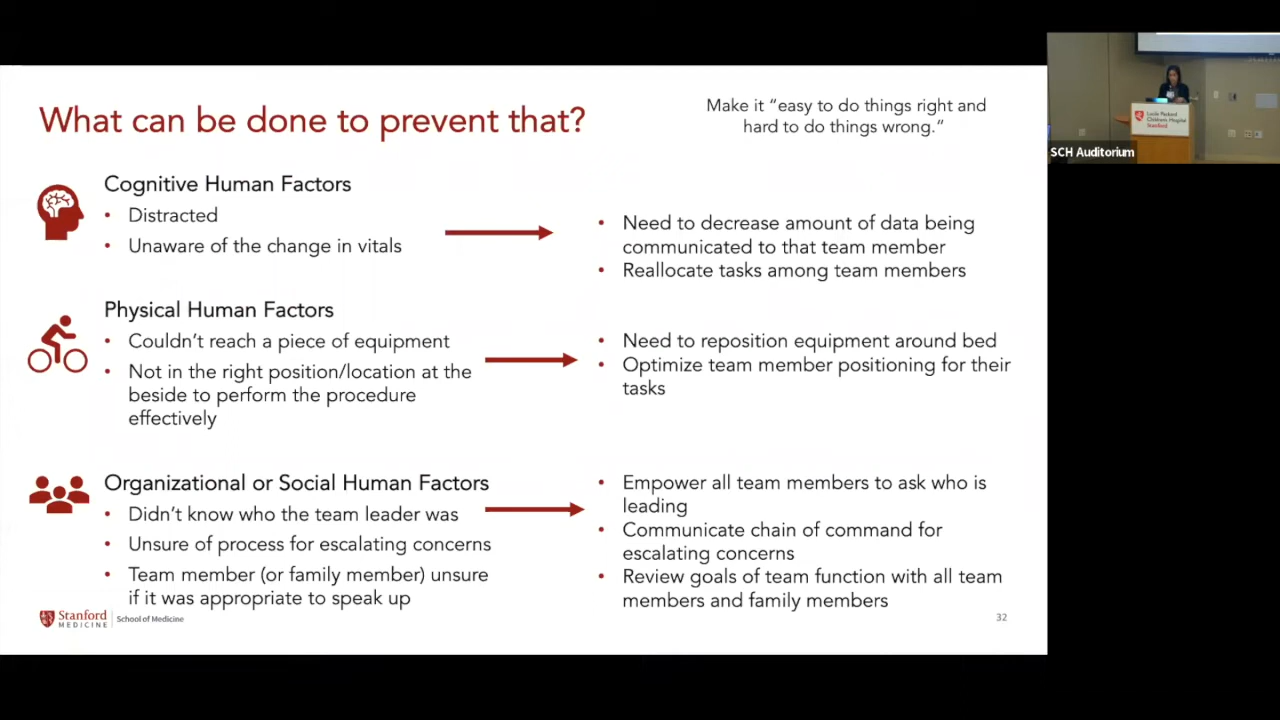 What can be done to prevent that?
Make it “easy to do things right and
hard to do things wrong.”
Cognitive Human Factors
• Distracted
• Unaware of the change in vitals
• Need to decrease amount of data being
communicated to that team member
• Reallocate tasks among team members
Physical Human Factors
• Couldn’t reach a piece of equipment
• Not in the right position/location at the
beside to perform the procedure
effectively
• Need to reposition equipment around bed
• Optimize team member positioning for their
tasks
Organizational or Social Human Factors
• Didn’t know who the team leader was
• Unsure of process for escalating concerns
• Team member (or family member) unsure
if it was appropriate to speak up
• Empower all team members to ask who is
leading
• Communicate chain of command for
escalating concerns
• Review goals of team function with all team
members and family members
Stanford
MEDICINE
School of Medicine
32
Lucile Packard
Children's Hospital
Stanford
SCH Auditorium